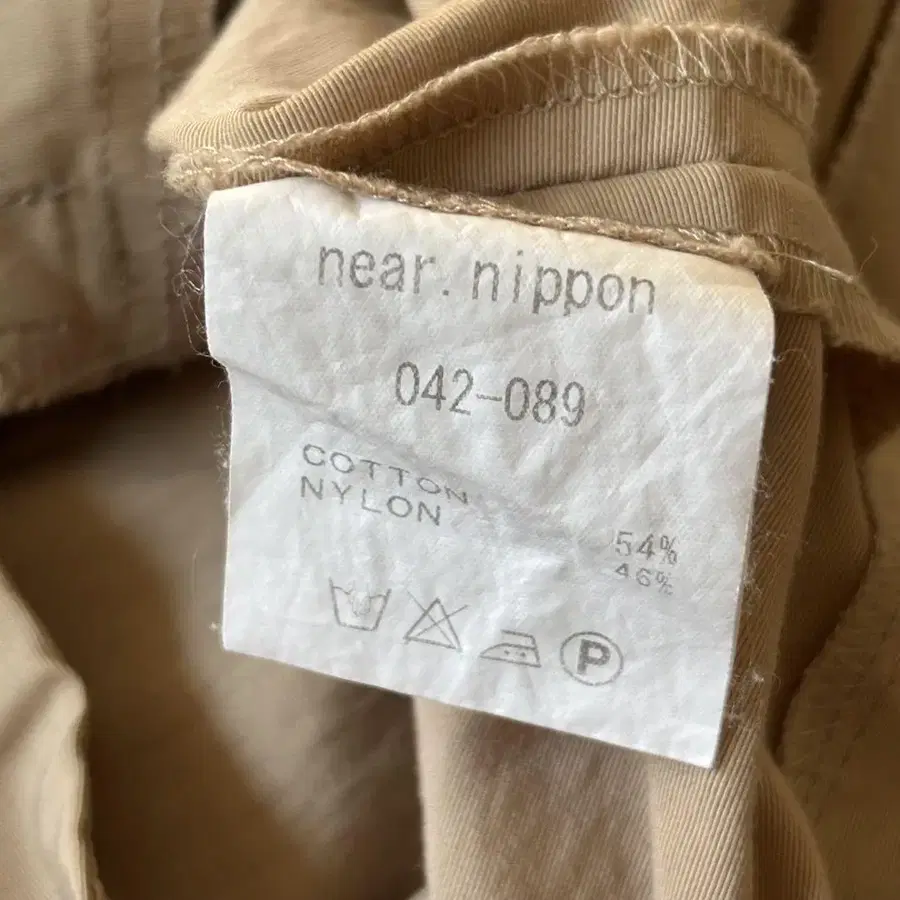 near. nippon
042-089
COTTON 54%
NYLON 46%
P